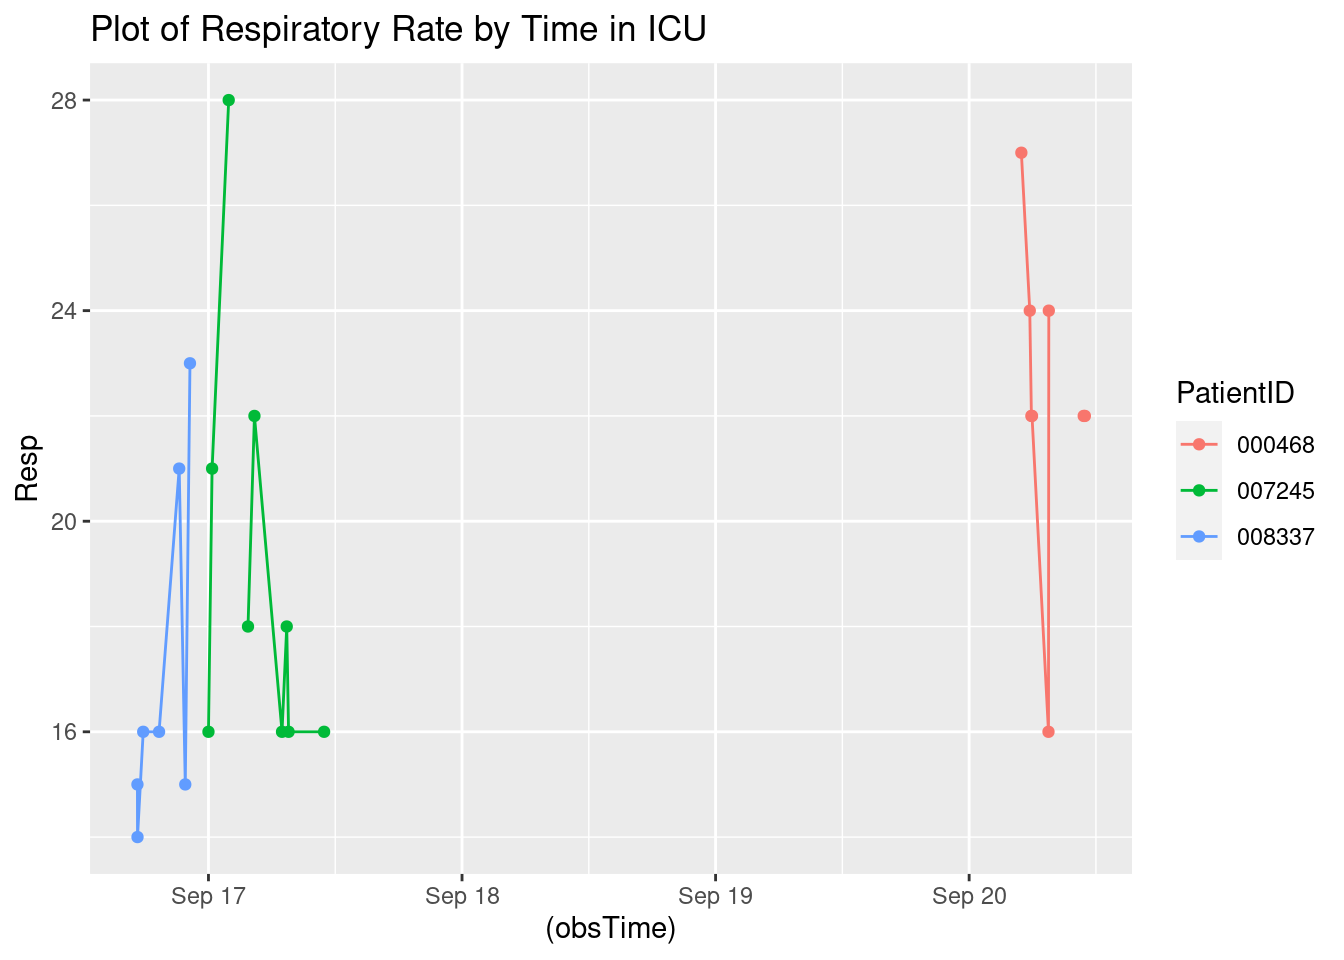 Plot of Respiratory Rate by Time in ICU
28
24
20
16
Resp
Sep 17
Sep 18
Sep 19
Sep 20
(obsTime)
PatientID
000468
007245
008337